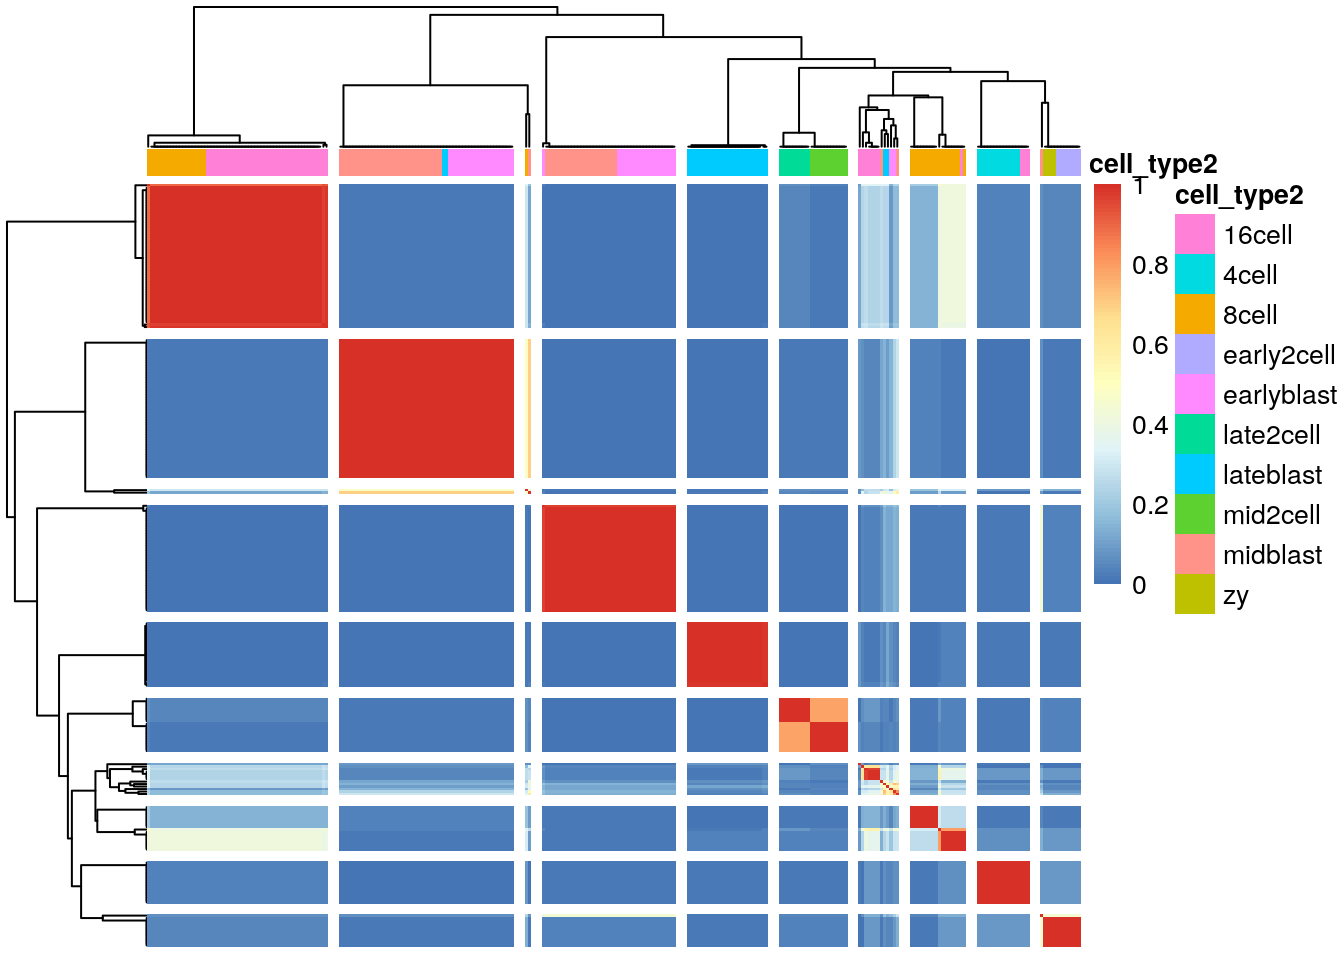 cell_type2
1
0.8
0.6
0.4
0.2
0
cell_type2
16cell
4cell
8cell
early2cell
earlyblast
late2cell
lateblast
mid2cell
midblast
zy